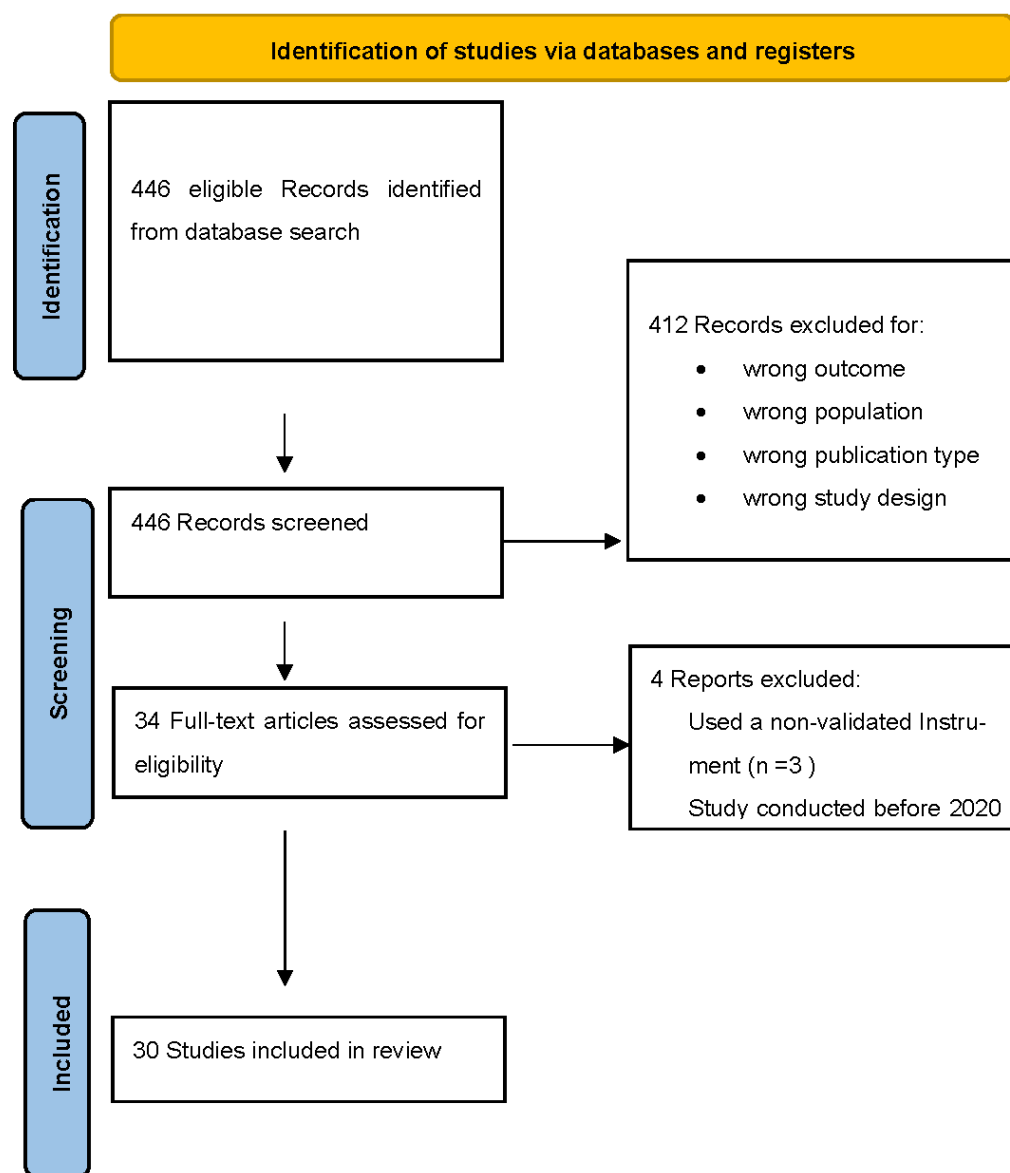 Identification of studies via databases and registers
Identification
446 eligible Records identified
from database search
412 Records excluded for:
• wrong outcome
• wrong population
• wrong publication type
• wrong study design
Screening
446 Records screened
34 Full-text articles assessed for
eligibility
4 Reports excluded:
Used a non-validated Instru-
ment (n =3 )
Study conducted before 2020
Included
30 Studies included in review